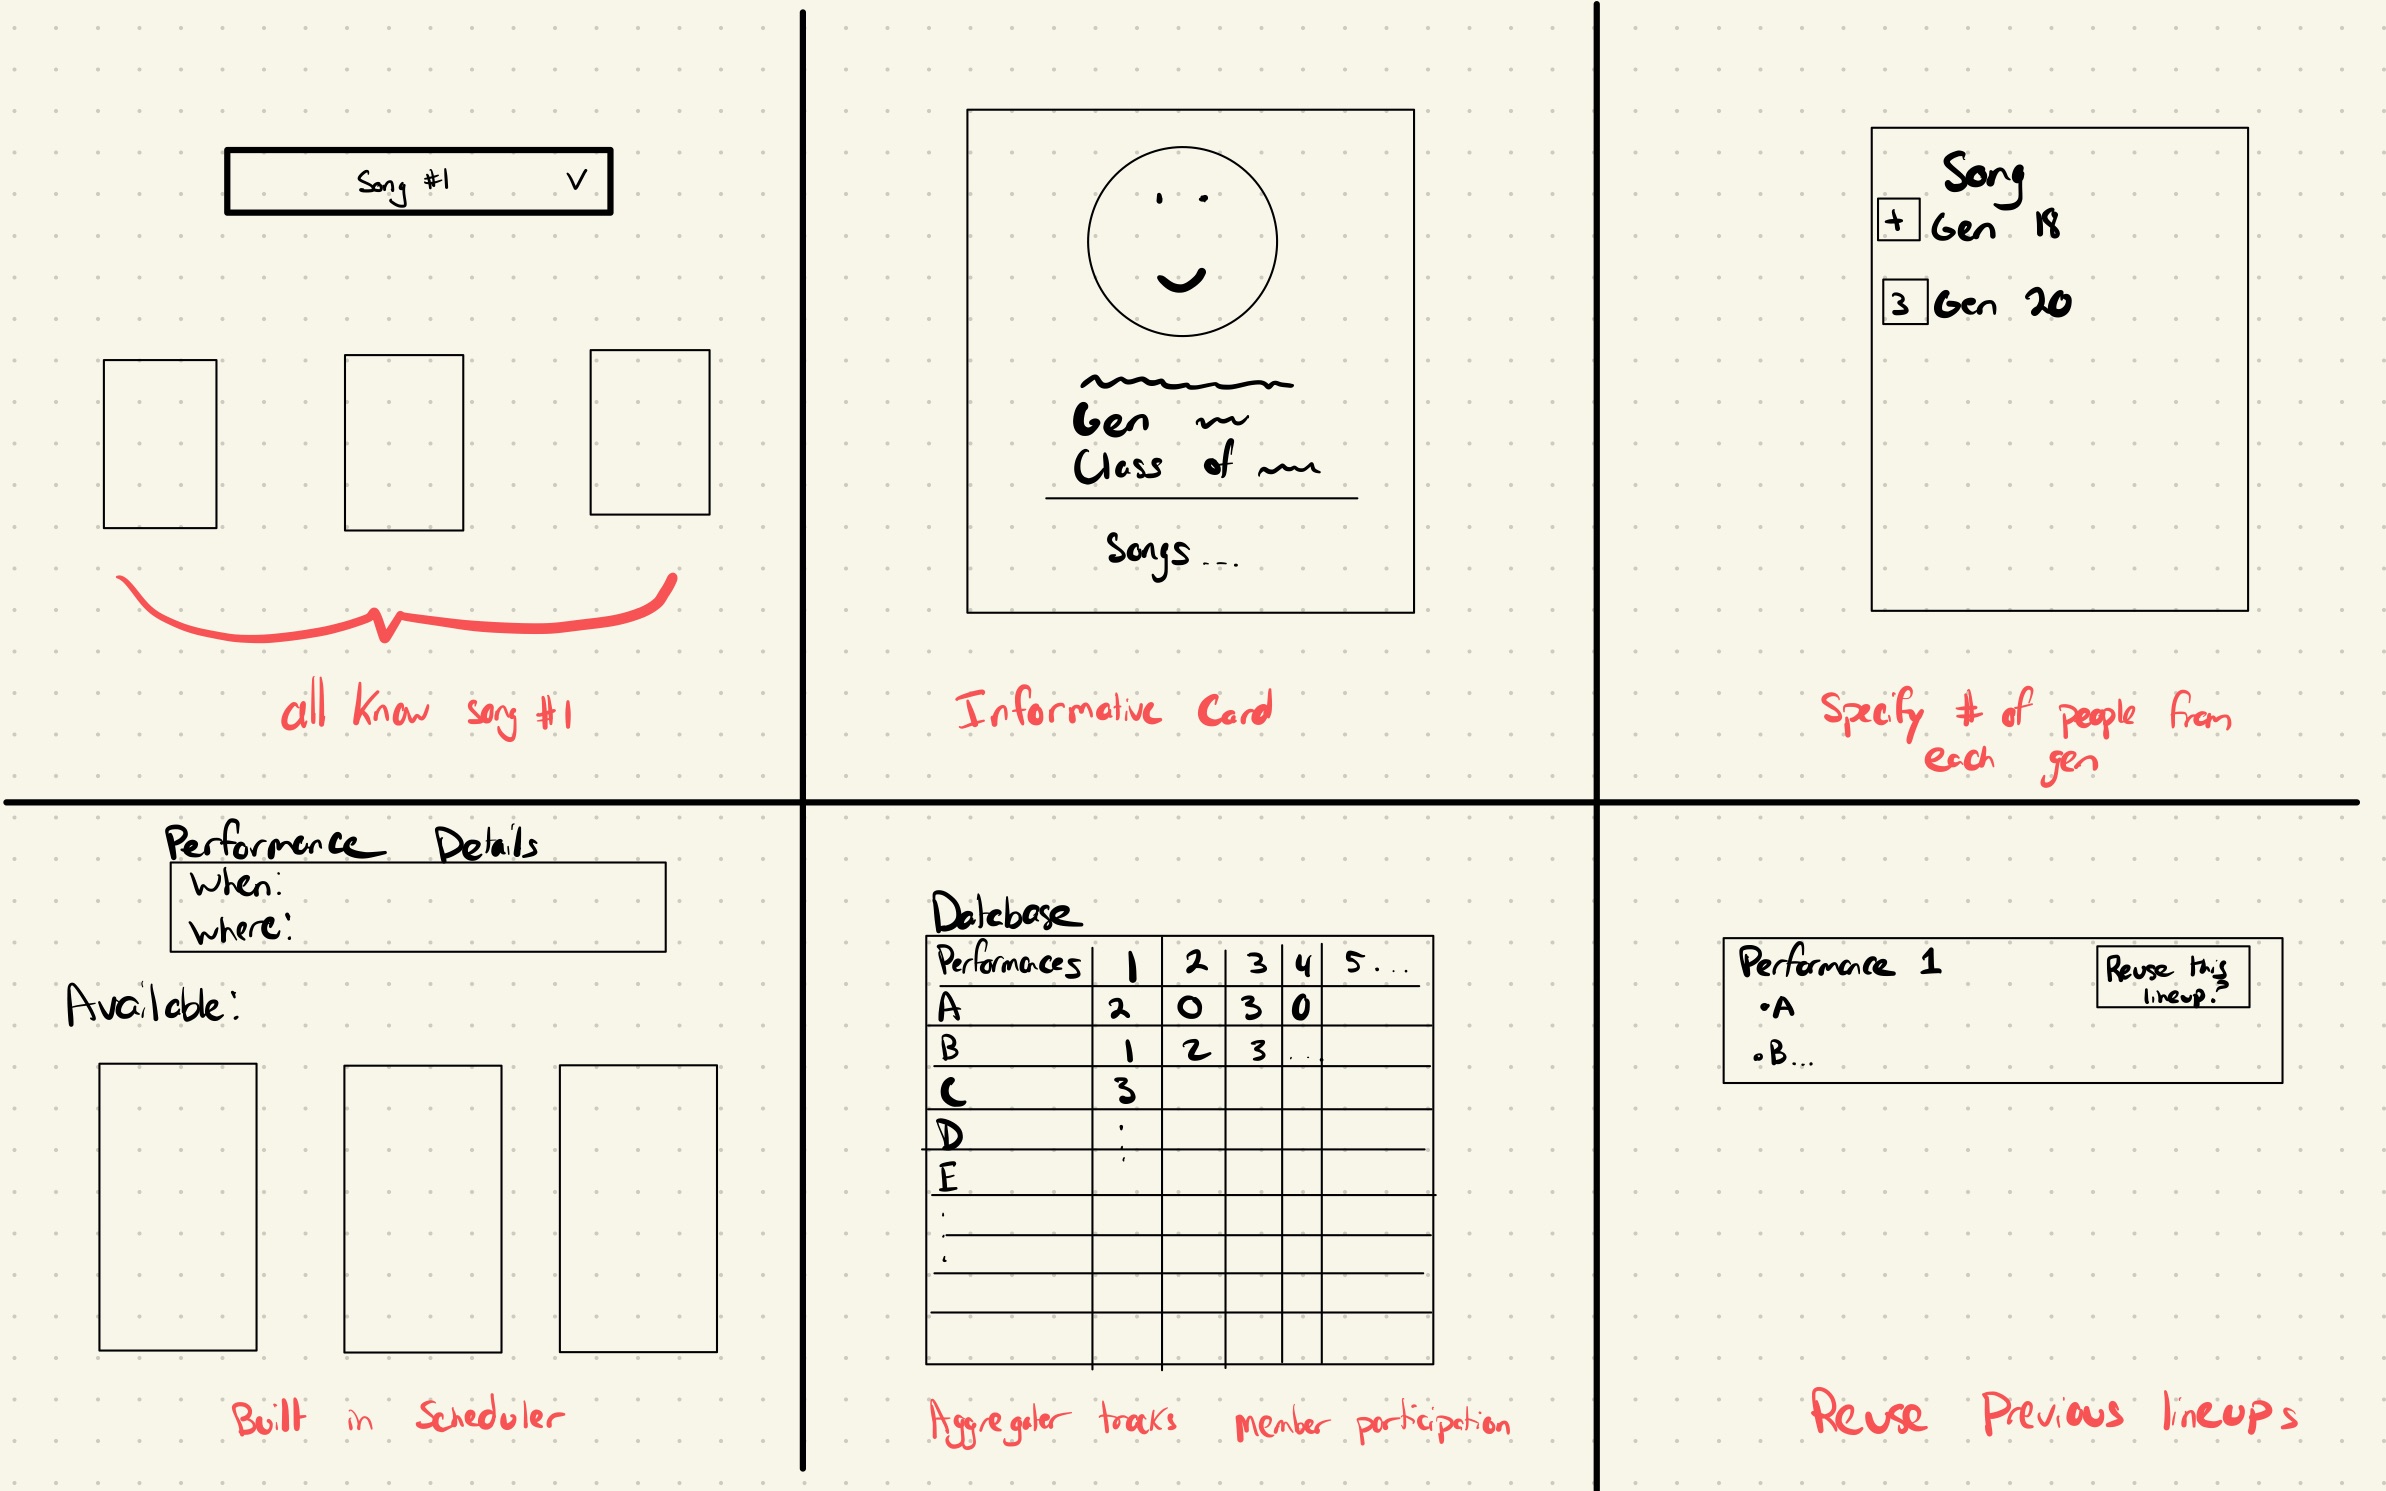 Song #1 V
all know song #1
Gen
Class of
Songs ....
Informative Card
Song
+ Gen 18
3 Gen 20
Specify # of people from
each gen
Performance Details
When:
Where:
Available:
Built in Scheduler
Database
Performances 1 2 3 4 5...
A 2 0 3 0
B 1 2 3 ...
C 3
D :
E
Aggregater tracks member participation
Performance 1
•A
•B...
Reuse this
lineup?
Reuse Previous lineups